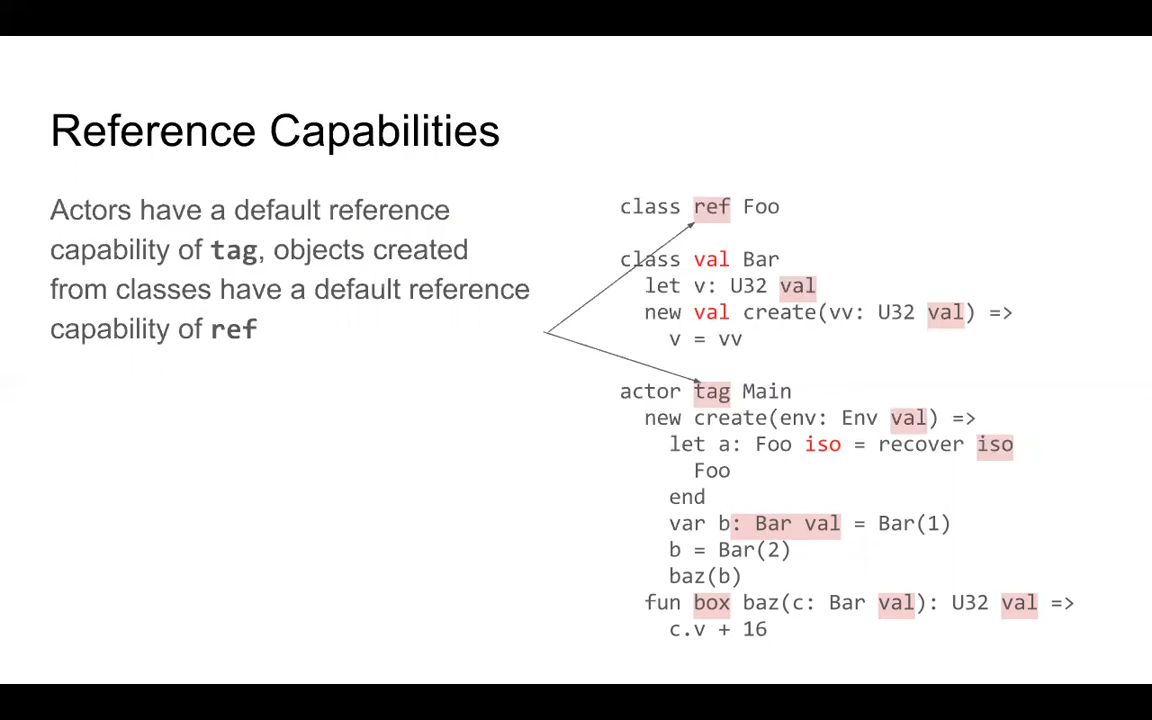 Reference Capabilities
Actors have a default reference
capability of tag, objects created
from classes have a default reference
capability of ref
class ref Foo
class val Bar
let v: U32 val
new val create(vv: U32 val) =>
v = vv
actor tag Main
new create(env: Env val) =>
let a: Foo iso = recover iso
Foo
end
var b: Bar val = Bar(1)
b = Bar(2)
baz(b)
fun box baz(c: Bar val): U32 val =>
c.v + 16